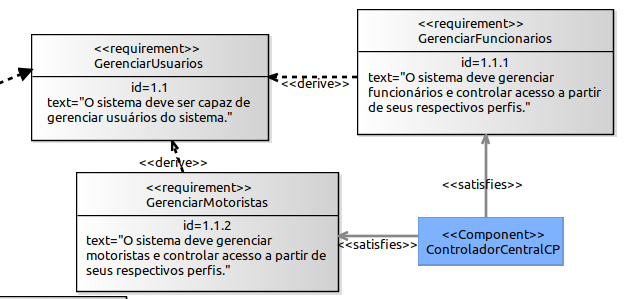 <<requirement>>
GerenciarUsuarios
id=1.1
text="O sistema deve ser capaz de
gerenciar usuários do sistema."
<<requirement>>
GerenciarFuncionarios
id=1.1.1
text="O sistema deve gerenciar
funcionários e controlar acesso a partir
de seus respectivos perfis."
<<derive>>
<<derive>>
<<requirement>>
GerenciarMotoristas
id=1.1.2
text="O sistema deve gerenciar
motoristas e controlar acesso a partir de
seus respectivos perfis."
<<satisfies>>
<<satisfies>>
<<Component>>
ControladorCentralCP